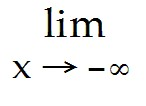 lim
x → -∞